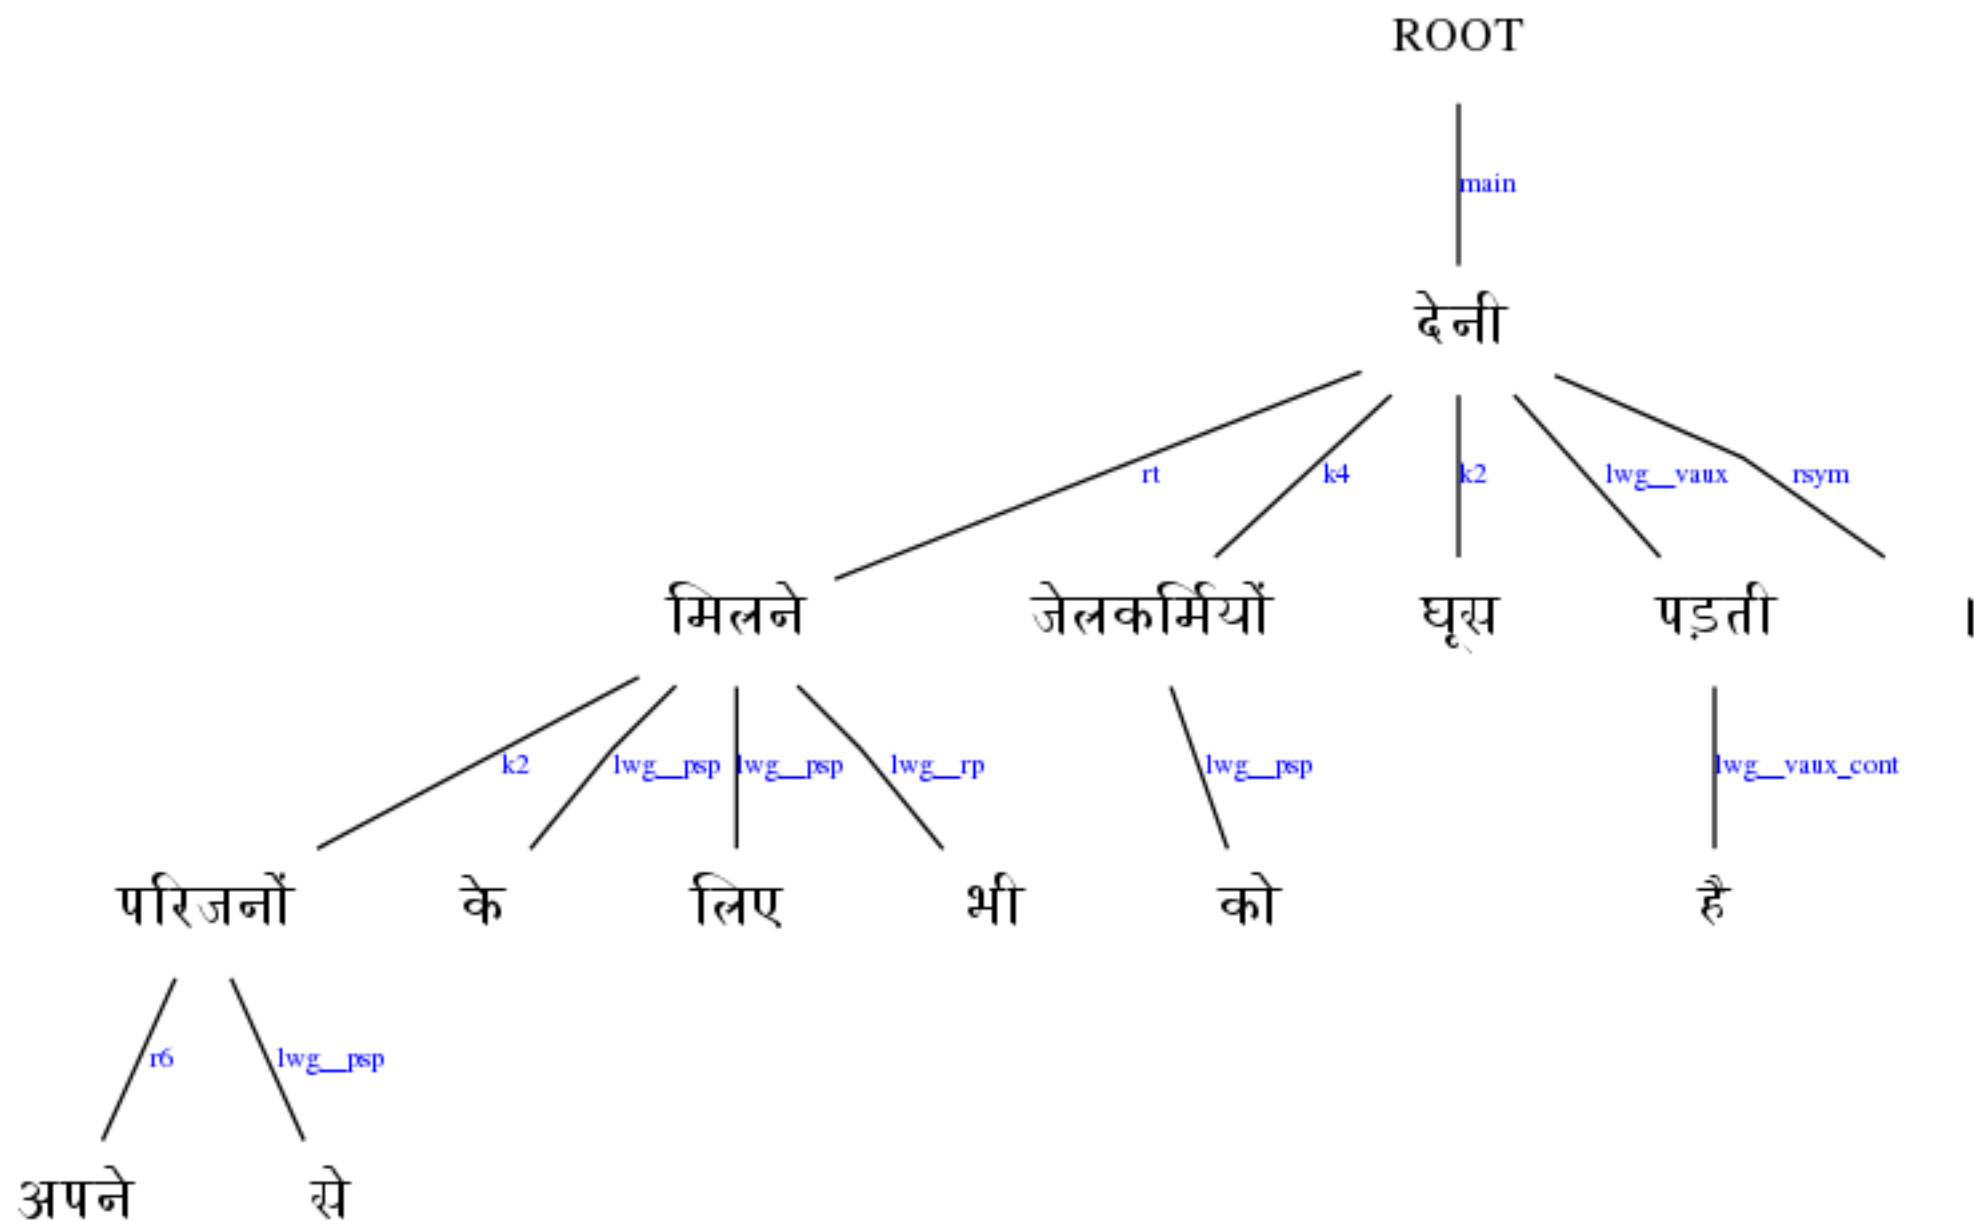 ROOT
main
देनी
rt k4 k2 lwg__vaux rsym
मिलने जेलकर्मियों घूस पड़ती ।
k2 lwg__psp lwg__psp lwg__rp lwg__psp lwg__vaux_cont
परिजनों के लिए भी को है
r6 lwg__psp
अपने से